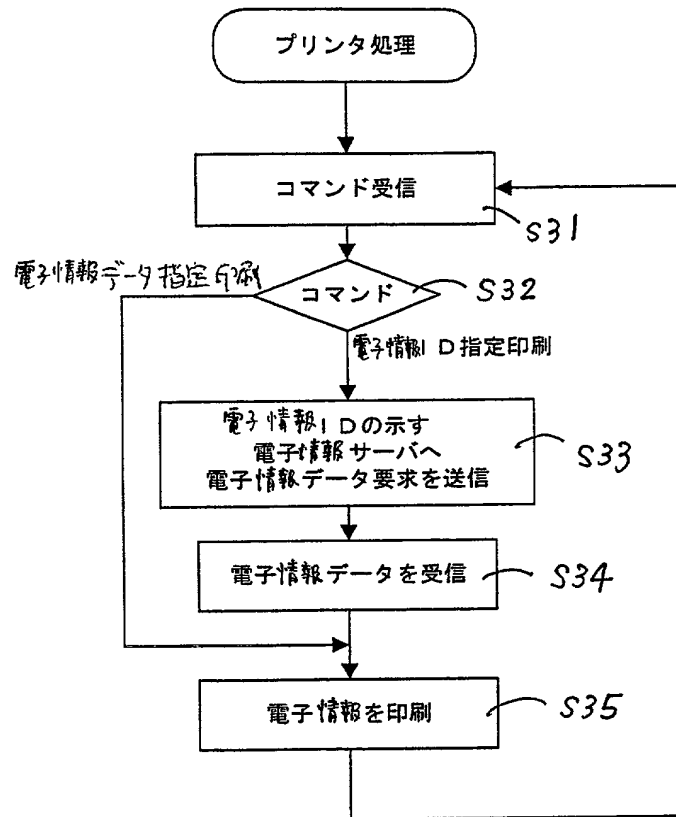 プリンタ処理
コマンド受信
S31
電子情報データ指定印刷
コマンド
S32
電子情報ID指定印刷
電子情報IDの示す
電子情報サーバへ
電子情報データ要求を送信
S33
電子情報データを受信
S34
電子情報を印刷
S35